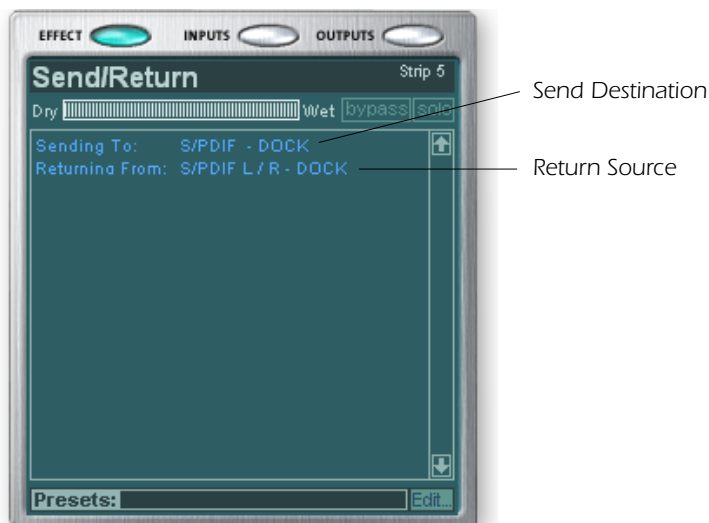 EFFECT INPUTS OUTPUTS
Send/Return Strip 5
Dry Wet bypass solo
Send Destination
Sending To: S/PDIF - DOCK
Returning From: S/PDIF L / R - DOCK
Return Source
Presets: Edit...